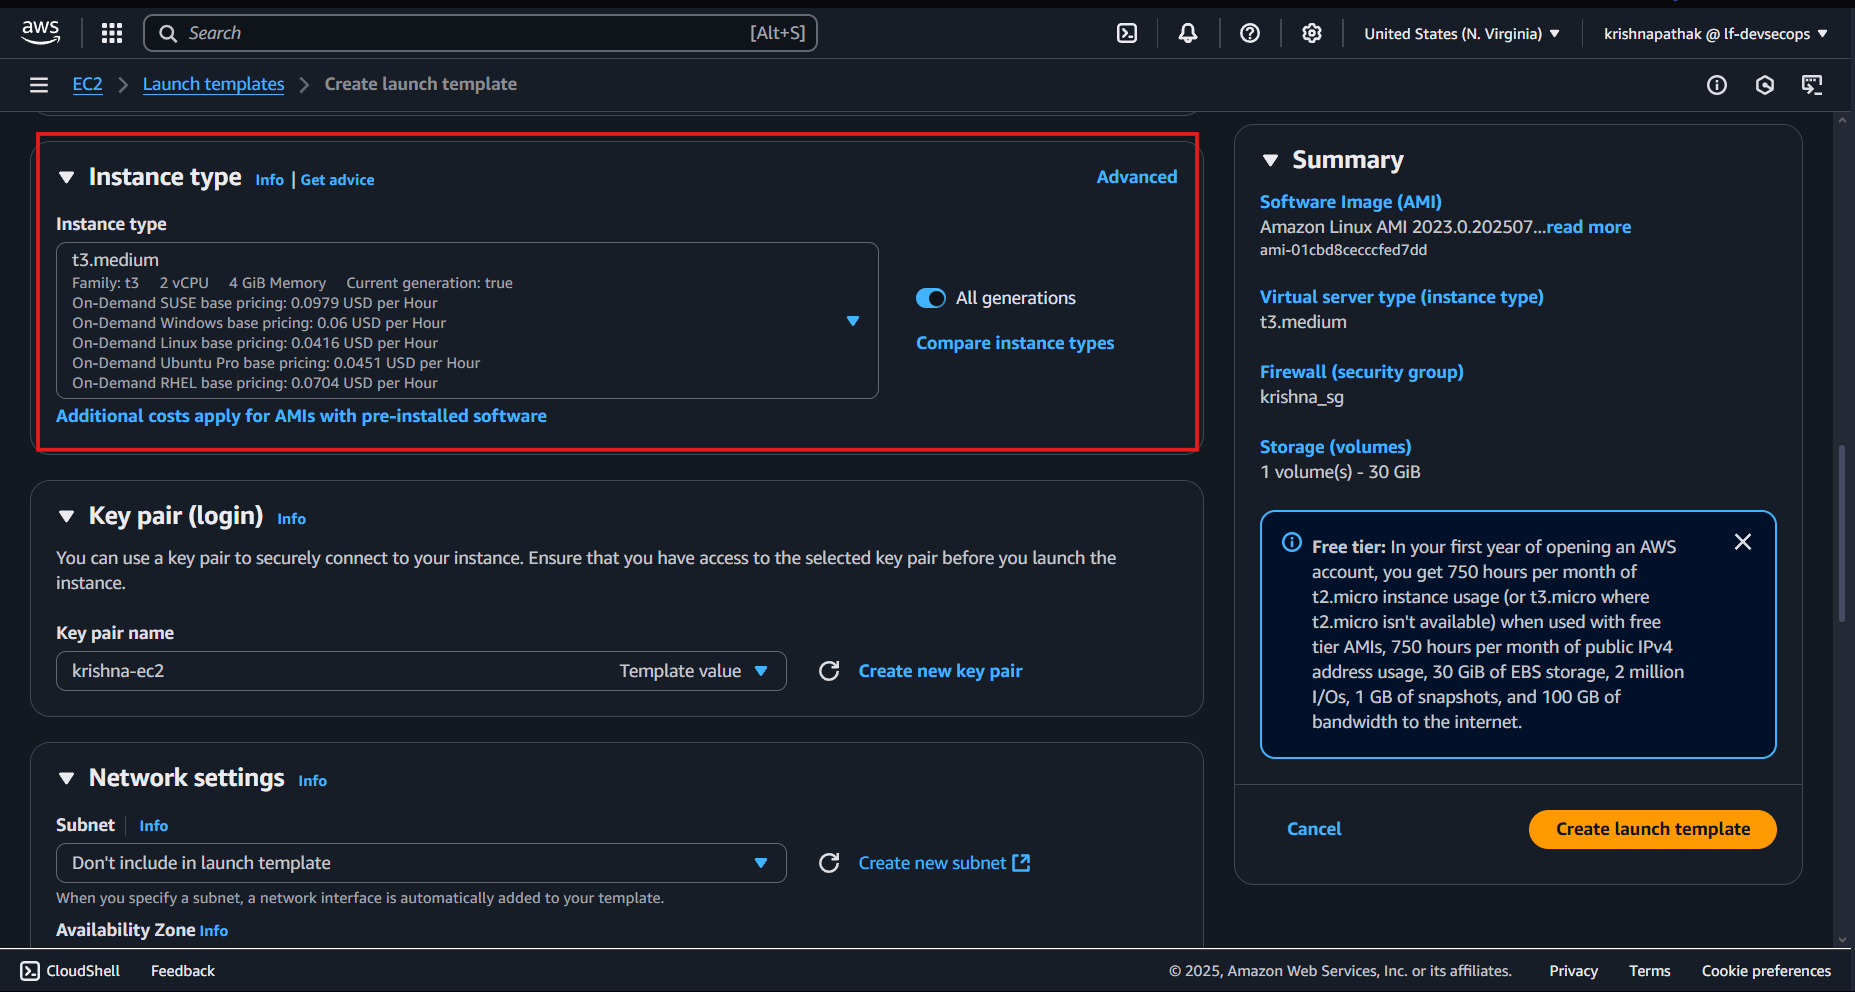 aws
Search
[Alt+S]
United States (N. Virginia)
krishnapathak @ lf-devsecops
EC2
Launch templates
Create launch template
Instance type
Info
Get advice
Advanced
Instance type
t3.medium
Family: t3 2 vCPU 4 GiB Memory Current generation: true
On-Demand SUSE base pricing: 0.0979 USD per Hour
On-Demand Windows base pricing: 0.06 USD per Hour
On-Demand Linux base pricing: 0.0416 USD per Hour
On-Demand Ubuntu Pro base pricing: 0.0451 USD per Hour
On-Demand RHEL base pricing: 0.0704 USD per Hour
All generations
Compare instance types
Additional costs apply for AMIs with pre-installed software
Key pair (login)
Info
You can use a key pair to securely connect to your instance. Ensure that you have access to the selected key pair before you launch the
instance.
Key pair name
krishna-ec2
Template value
Create new key pair
Network settings
Info
Subnet
Info
Don't include in launch template
Create new subnet
When you specify a subnet, a network interface is automatically added to your template.
Availability Zone Info
Summary
Software Image (AMI)
Amazon Linux AMI 2023.0.202507...read more
ami-01cbd8cecccfed7dd
Virtual server type (instance type)
t3.medium
Firewall (security group)
krishna_sg
Storage (volumes)
1 volume(s) - 30 GiB
Free tier: In your first year of opening an AWS
account, you get 750 hours per month of
t2.micro instance usage (or t3.micro where
t2.micro isn't available) when used with free
tier AMIs, 750 hours per month of public IPv4
address usage, 30 GiB of EBS storage, 2 million
I/Os, 1 GB of snapshots, and 100 GB of
bandwidth to the internet.
Cancel
Create launch template
CloudShell
Feedback
© 2025, Amazon Web Services, Inc. or its affiliates.
Privacy
Terms
Cookie preferences